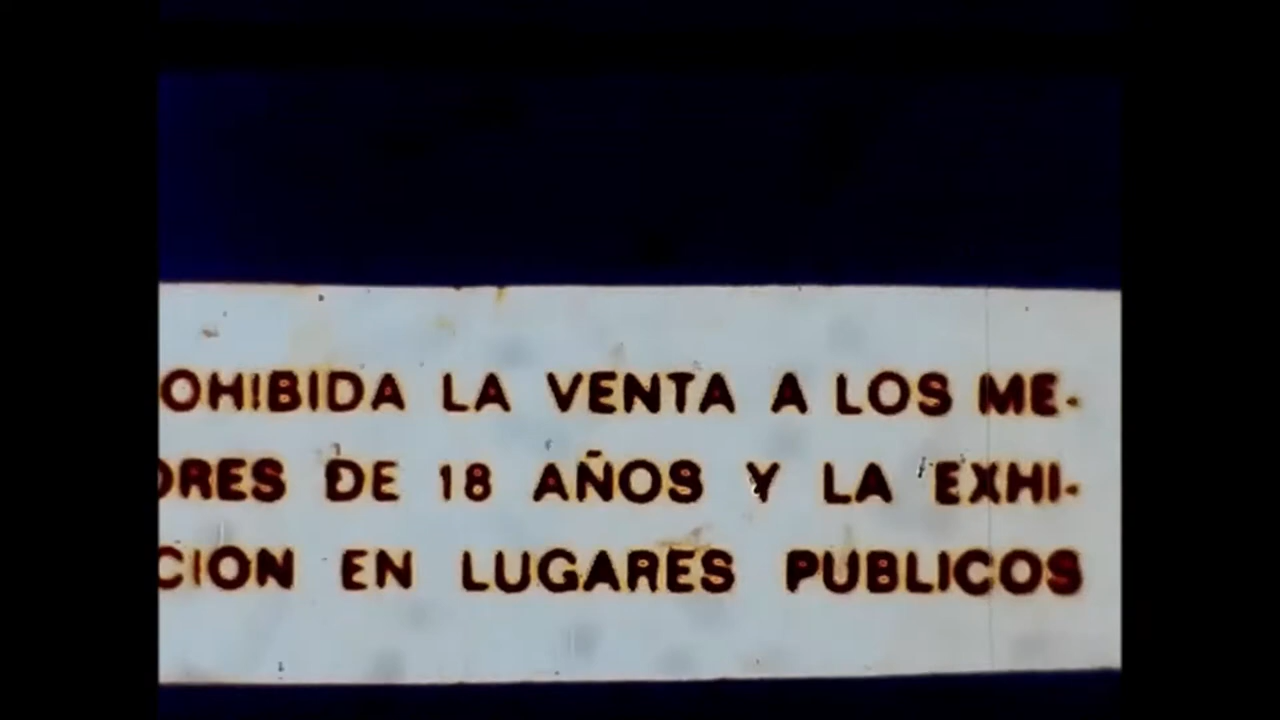 OHIBIDA LA VENTA A LOS ME-
ORES DE 18 AÑOS Y LA EXHI-
CION EN LUGARES PUBLICOS